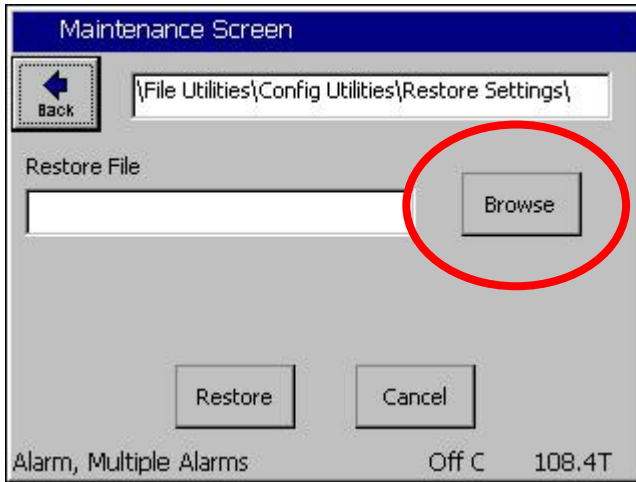 Maintenance Screen
Back
\File Utilities\Config Utilities\Restore Settings\
Restore File
Browse
Restore
Cancel
Alarm, Multiple Alarms Off C 108.4T